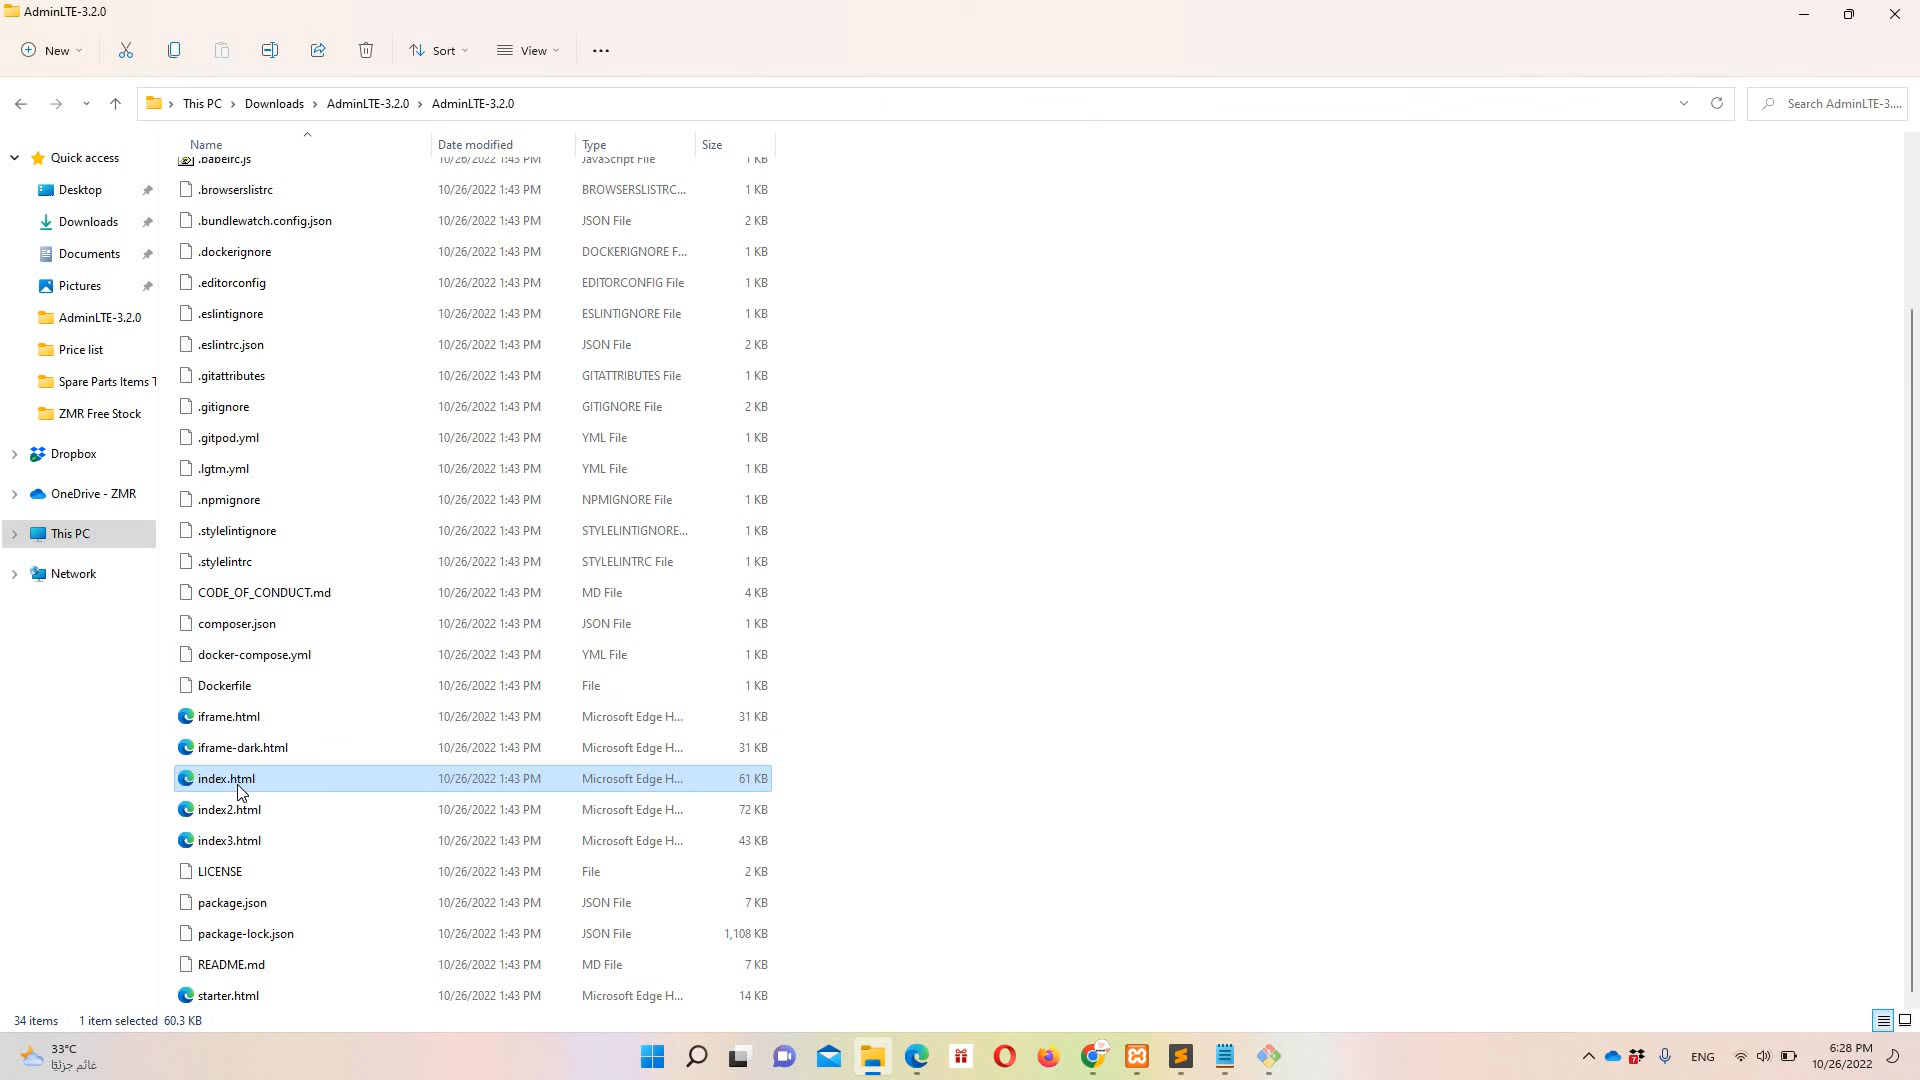 AdminLTE-3.2.0
New
Sort
View
This PC
Downloads
AdminLTE-3.2.0
AdminLTE-3.2.0
Search AdminLTE-3....
Name
Date modified
Type
Size
Quick access
Desktop
Downloads
Documents
Pictures
AdminLTE-3.2.0
Price list
Spare Parts Items T
ZMR Free Stock
Dropbox
OneDrive - ZMR
This PC
Network
.babelrc.js 10/26/2022 1:43 PM JavaScript File 1 KB
.browserslistrc 10/26/2022 1:43 PM BROWSERSLISTRC... 1 KB
.bundlewatch.config.json 10/26/2022 1:43 PM JSON File 2 KB
.dockerignore 10/26/2022 1:43 PM DOCKERIGNORE F... 1 KB
.editorconfig 10/26/2022 1:43 PM EDITORCONFIG File 1 KB
.eslintignore 10/26/2022 1:43 PM ESLINTIGNORE File 1 KB
.eslintrc.json 10/26/2022 1:43 PM JSON File 2 KB
.gitattributes 10/26/2022 1:43 PM GITATTRIBUTES File 1 KB
.gitignore 10/26/2022 1:43 PM GITIGNORE File 2 KB
.gitpod.yml 10/26/2022 1:43 PM YML File 1 KB
.lgtm.yml 10/26/2022 1:43 PM YML File 1 KB
.npmignore 10/26/2022 1:43 PM NPMIGNORE File 1 KB
.stylelintignore 10/26/2022 1:43 PM STYLELINTIGNORE... 1 KB
.stylelintrc 10/26/2022 1:43 PM STYLELINTRC File 1 KB
CODE_OF_CONDUCT.md 10/26/2022 1:43 PM MD File 4 KB
composer.json 10/26/2022 1:43 PM JSON File 1 KB
docker-compose.yml 10/26/2022 1:43 PM YML File 1 KB
Dockerfile 10/26/2022 1:43 PM File 1 KB
iframe.html 10/26/2022 1:43 PM Microsoft Edge H... 31 KB
iframe-dark.html 10/26/2022 1:43 PM Microsoft Edge H... 31 KB
index.html 10/26/2022 1:43 PM Microsoft Edge H... 61 KB
index2.html 10/26/2022 1:43 PM Microsoft Edge H... 72 KB
index3.html 10/26/2022 1:43 PM Microsoft Edge H... 43 KB
LICENSE 10/26/2022 1:43 PM File 2 KB
package.json 10/26/2022 1:43 PM JSON File 7 KB
package-lock.json 10/26/2022 1:43 PM JSON File 1,108 KB
README.md 10/26/2022 1:43 PM MD File 7 KB
starter.html 10/26/2022 1:43 PM Microsoft Edge H... 14 KB
34 items 1 item selected 60.3 KB
33°C
غائم جزئيًا
ENG
6:28 PM
10/26/2022